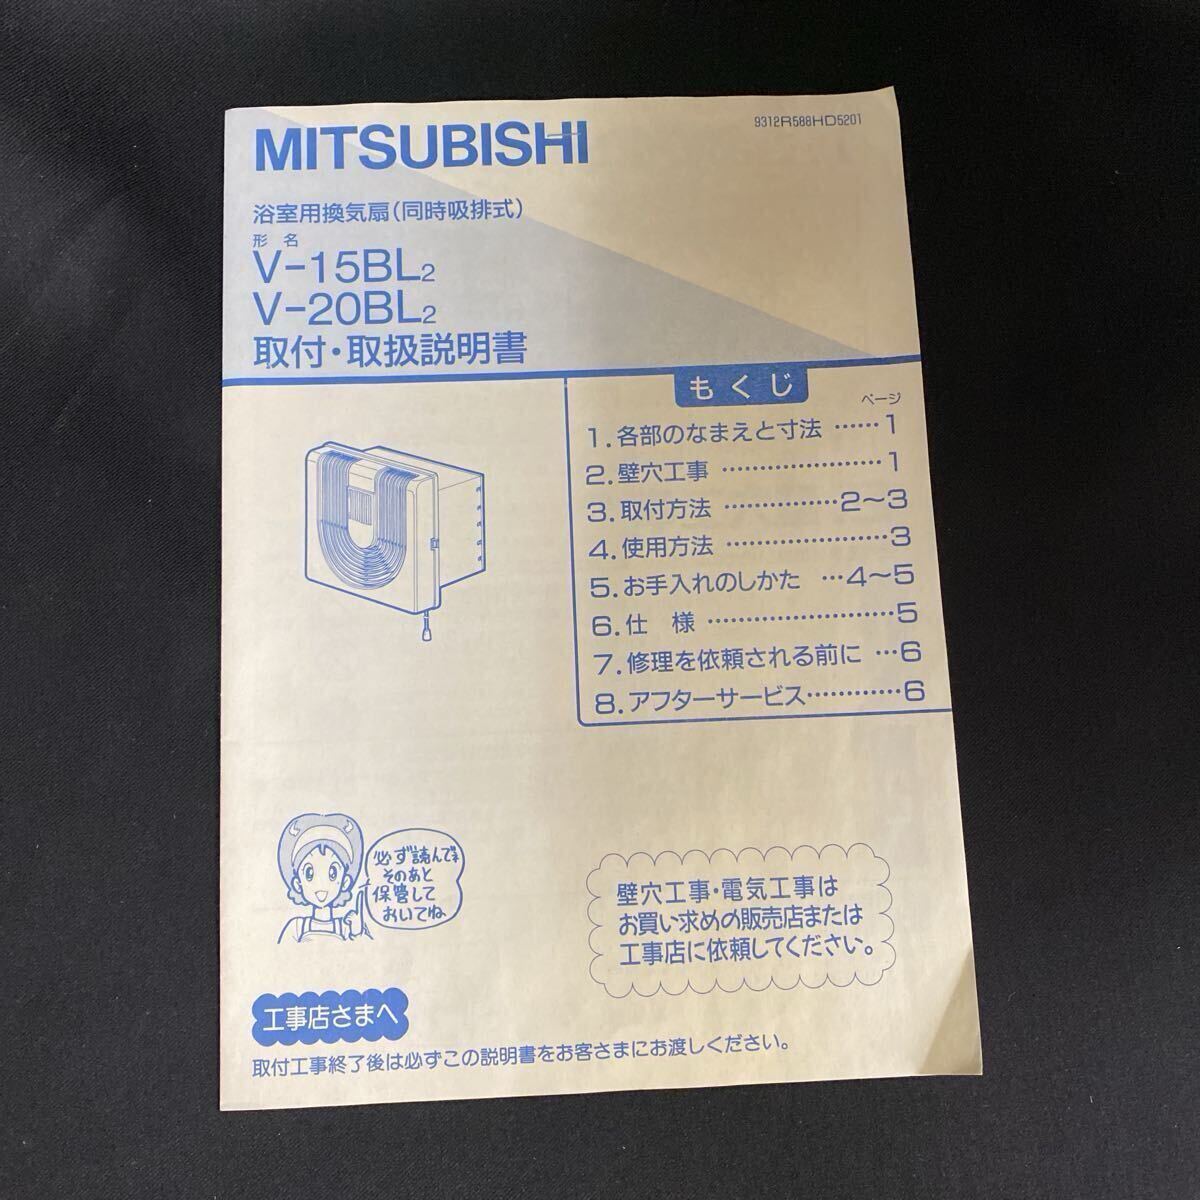 MITSUBISHI
9312R588HD5201
浴室用換気扇(同時吸排式)
形名
V-15BL2
V-20BL2
取付・取扱説明書
もくじ
ページ
1.各部のなまえと寸法……1
2.壁穴工事…………………1
3.取付方法……………2〜3
4.使用方法…………………3
5.お手入れのしかた…4〜5
6.仕様……………………5
7.修理を依頼される前に…6
8.アフターサービス…………6
必ず読んでネ
そのあと
保管して
おいてね
壁穴工事・電気工事は
お買い求めの販売店または
工事店に依頼してください。
工事店さまへ
取付工事終了後は必ずこの説明書をお客さまにお渡しください。